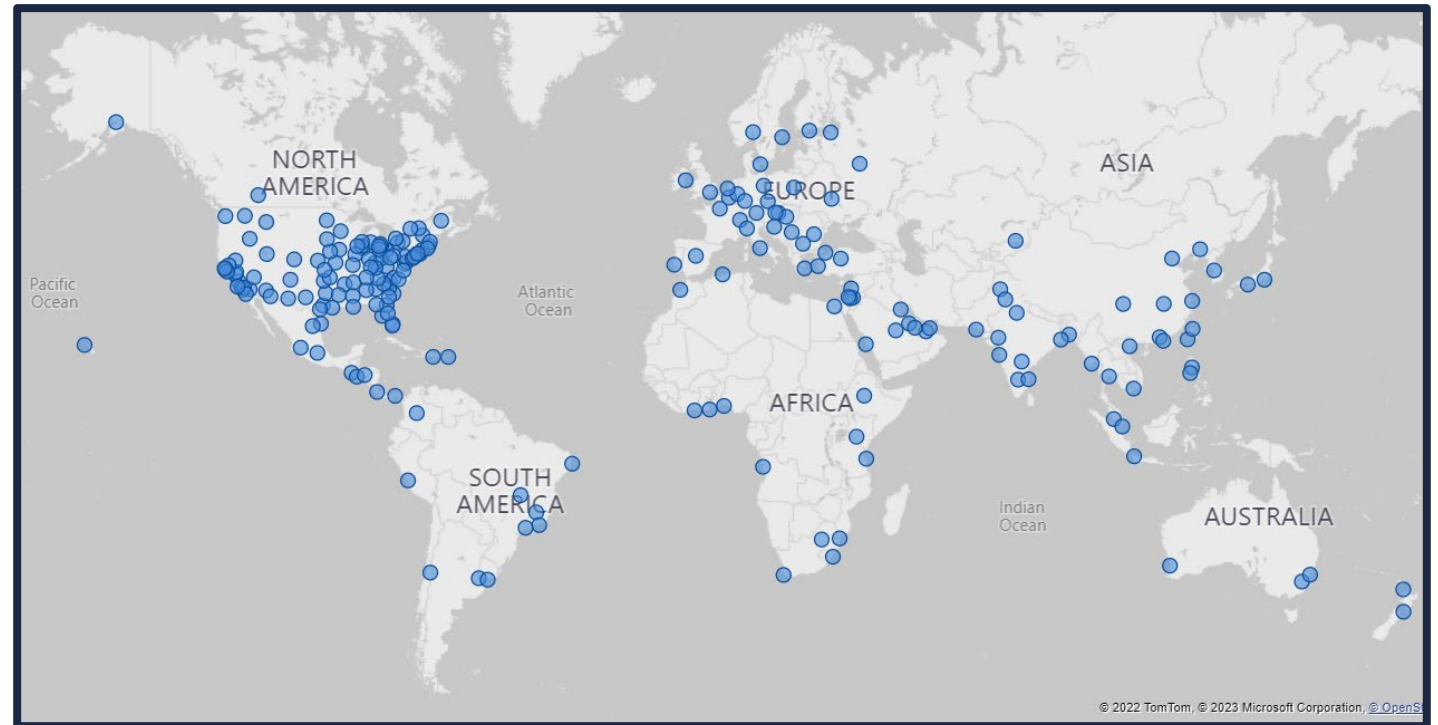 NORTH
AMERICA
EUROPE
ASIA
Pacific
Ocean
Atlantic
Ocean
AFRICA
SOUTH
AMERICA
Indian
Ocean
AUSTRALIA
© 2022 TomTom, © 2023 Microsoft Corporation, © OpenS